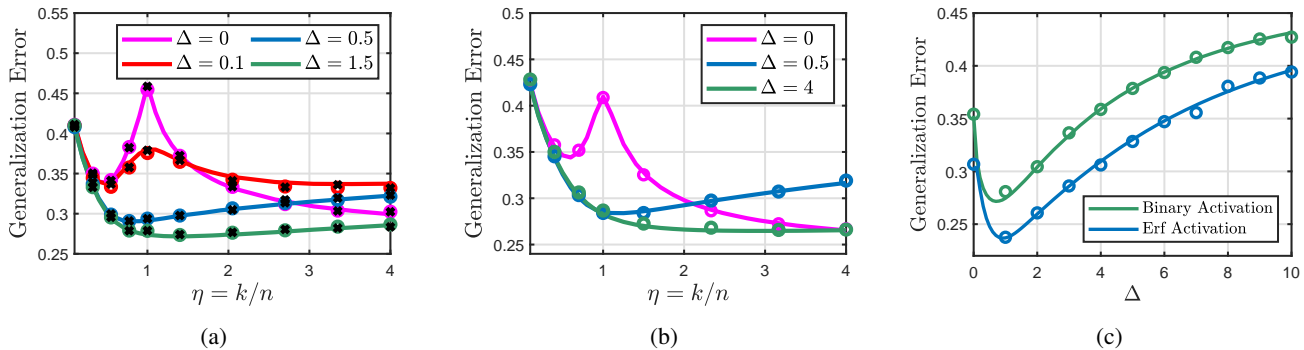 0.55
0.45
0.4
0.35
0.3
0.25
Generalization Error
Δ = 0
Δ = 0.5
Δ = 0.1
Δ = 1.5
1
2
3
4
η = k/n
(a)
0.5
0.45
0.4
0.35
0.3
0.25
Generalization Error
Δ = 0
Δ = 0.5
Δ = 4
1
2
3
4
η = k/n
(b)
0.45
0.4
0.35
0.3
0.25
Generalization Error
Binary Activation
Erf Activation
0
2
4
6
8
10
Δ
(c)